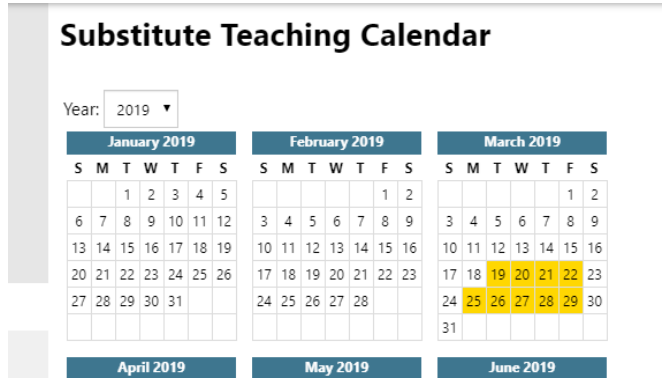 Substitute Teaching Calendar
Year: 2019 ▼
January 2019 February 2019 March 2019
S M T W T F S S M T W T F S S M T W T F S
1 2 3 4 5 1 2 1 2
6 7 8 9 10 11 12 3 4 5 6 7 8 9 3 4 5 6 7 8 9
13 14 15 16 17 18 19 10 11 12 13 14 15 16 10 11 12 13 14 15 16
20 21 22 23 24 25 26 17 18 19 20 21 22 23 17 18 19 20 21 22 23
27 28 29 30 31 24 25 26 27 28 24 25 26 27 28 29 30
31
April 2019 May 2019 June 2019